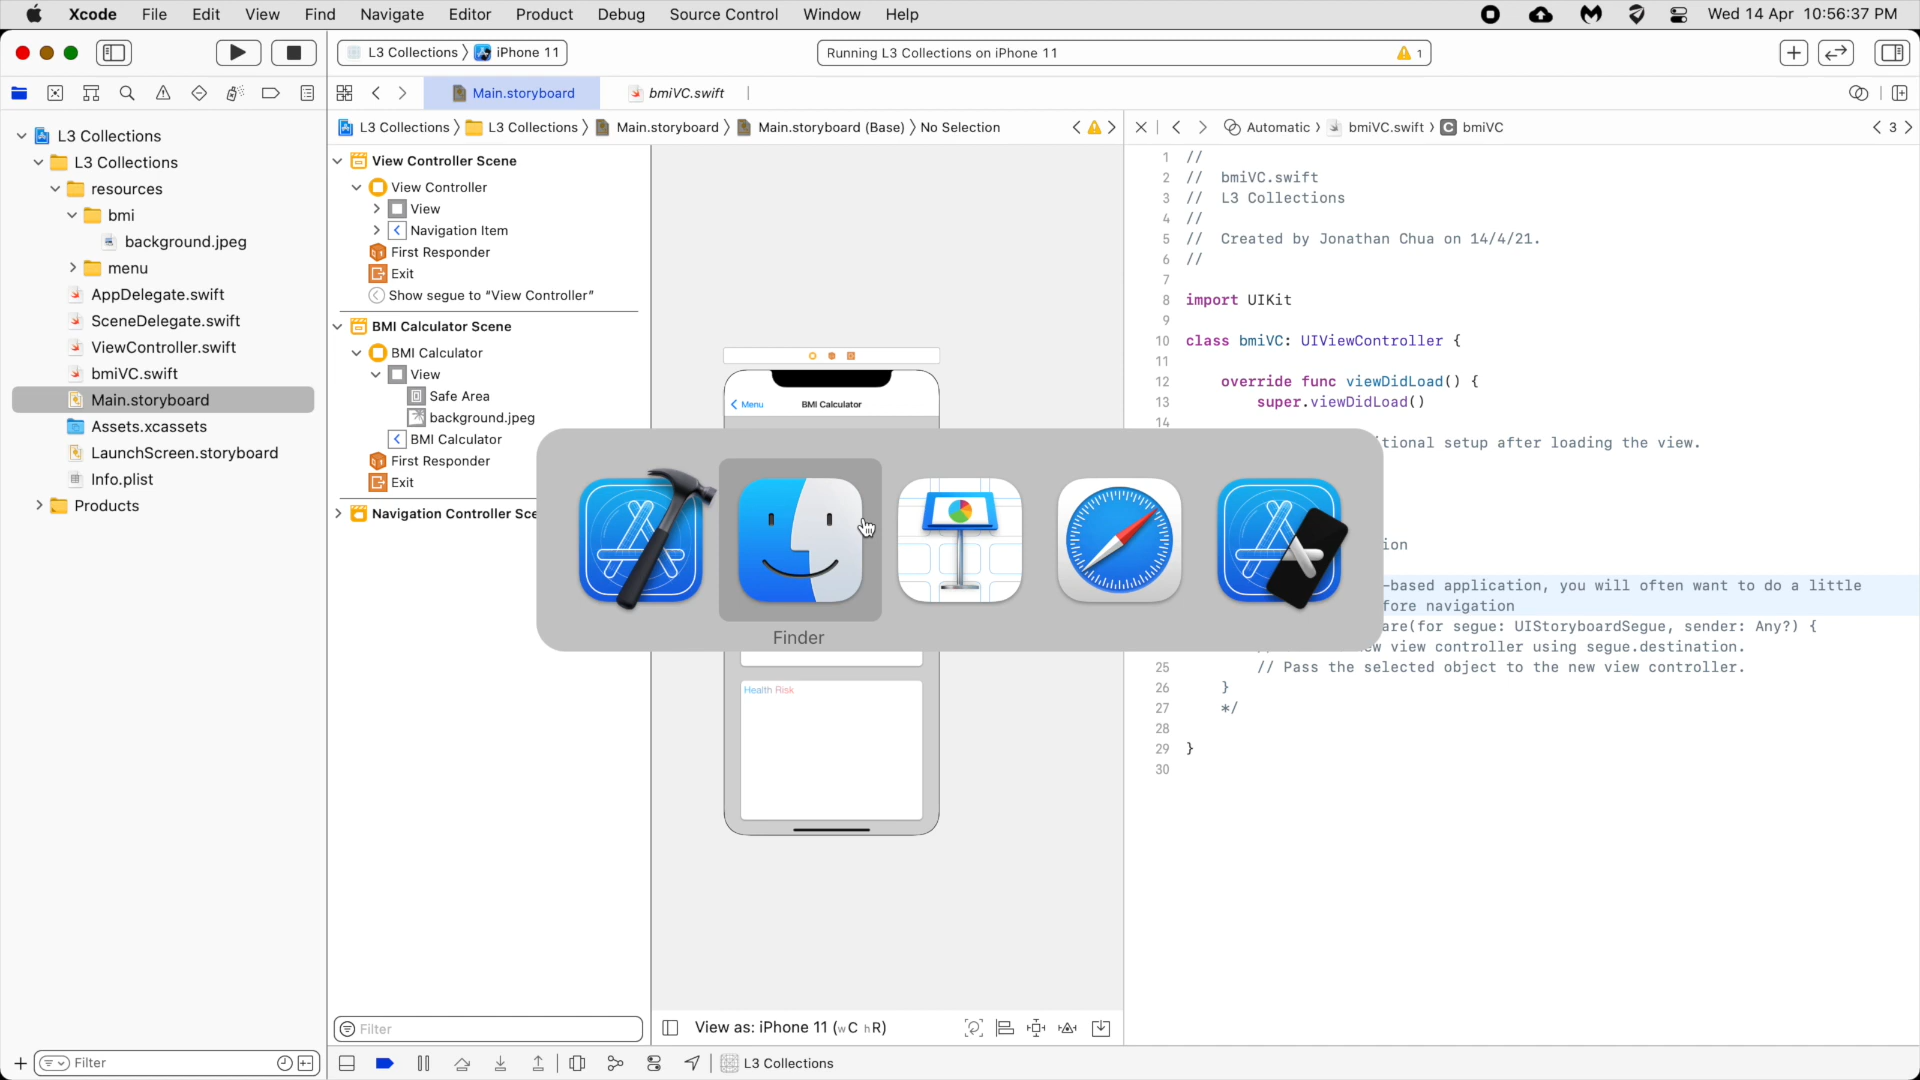 Xcode File Edit View Find Navigate Editor Product Debug Source Control Window Help Wed 14 Apr 10:56:37 PM
L3 Collections iPhone 11 Running L3 Collections on iPhone 11 1
Main.storyboard bmiVC.swift
L3 Collections L3 Collections Main.storyboard Main.storyboard (Base) No Selection
Automatic bmiVC.swift bmiVC 3
L3 Collections
L3 Collections
resources
bmi
background.jpeg
menu
AppDelegate.swift
SceneDelegate.swift
ViewController.swift
bmiVC.swift
Main.storyboard
Assets.xcassets
LaunchScreen.storyboard
Info.plist
Products
View Controller Scene
View Controller
View
Navigation Item
First Responder
Exit
Show segue to "View Controller"
BMI Calculator Scene
BMI Calculator
View
Safe Area
background.jpeg
BMI Calculator
First Responder
Exit
Navigation Controller Sce
Menu BMI Calculator
Health Risk
Finder
1 //
2 // bmiVC.swift
3 // L3 Collections
4 //
5 // Created by Jonathan Chua on 14/4/21.
6 //
7
8 import UIKit
9
10 class bmiVC: UIViewController {
11
12 override func viewDidLoad() {
13 super.viewDidLoad()
14
itional setup after loading the view.
ion
-based application, you will often want to do a little
fore navigation
are(for segue: UIStoryboardSegue, sender: Any?) {
ew view controller using segue.destination.
25 // Pass the selected object to the new view controller.
26 }
27 */
28
29 }
30
Filter
View as: iPhone 11 (wC hR)
Filter
L3 Collections